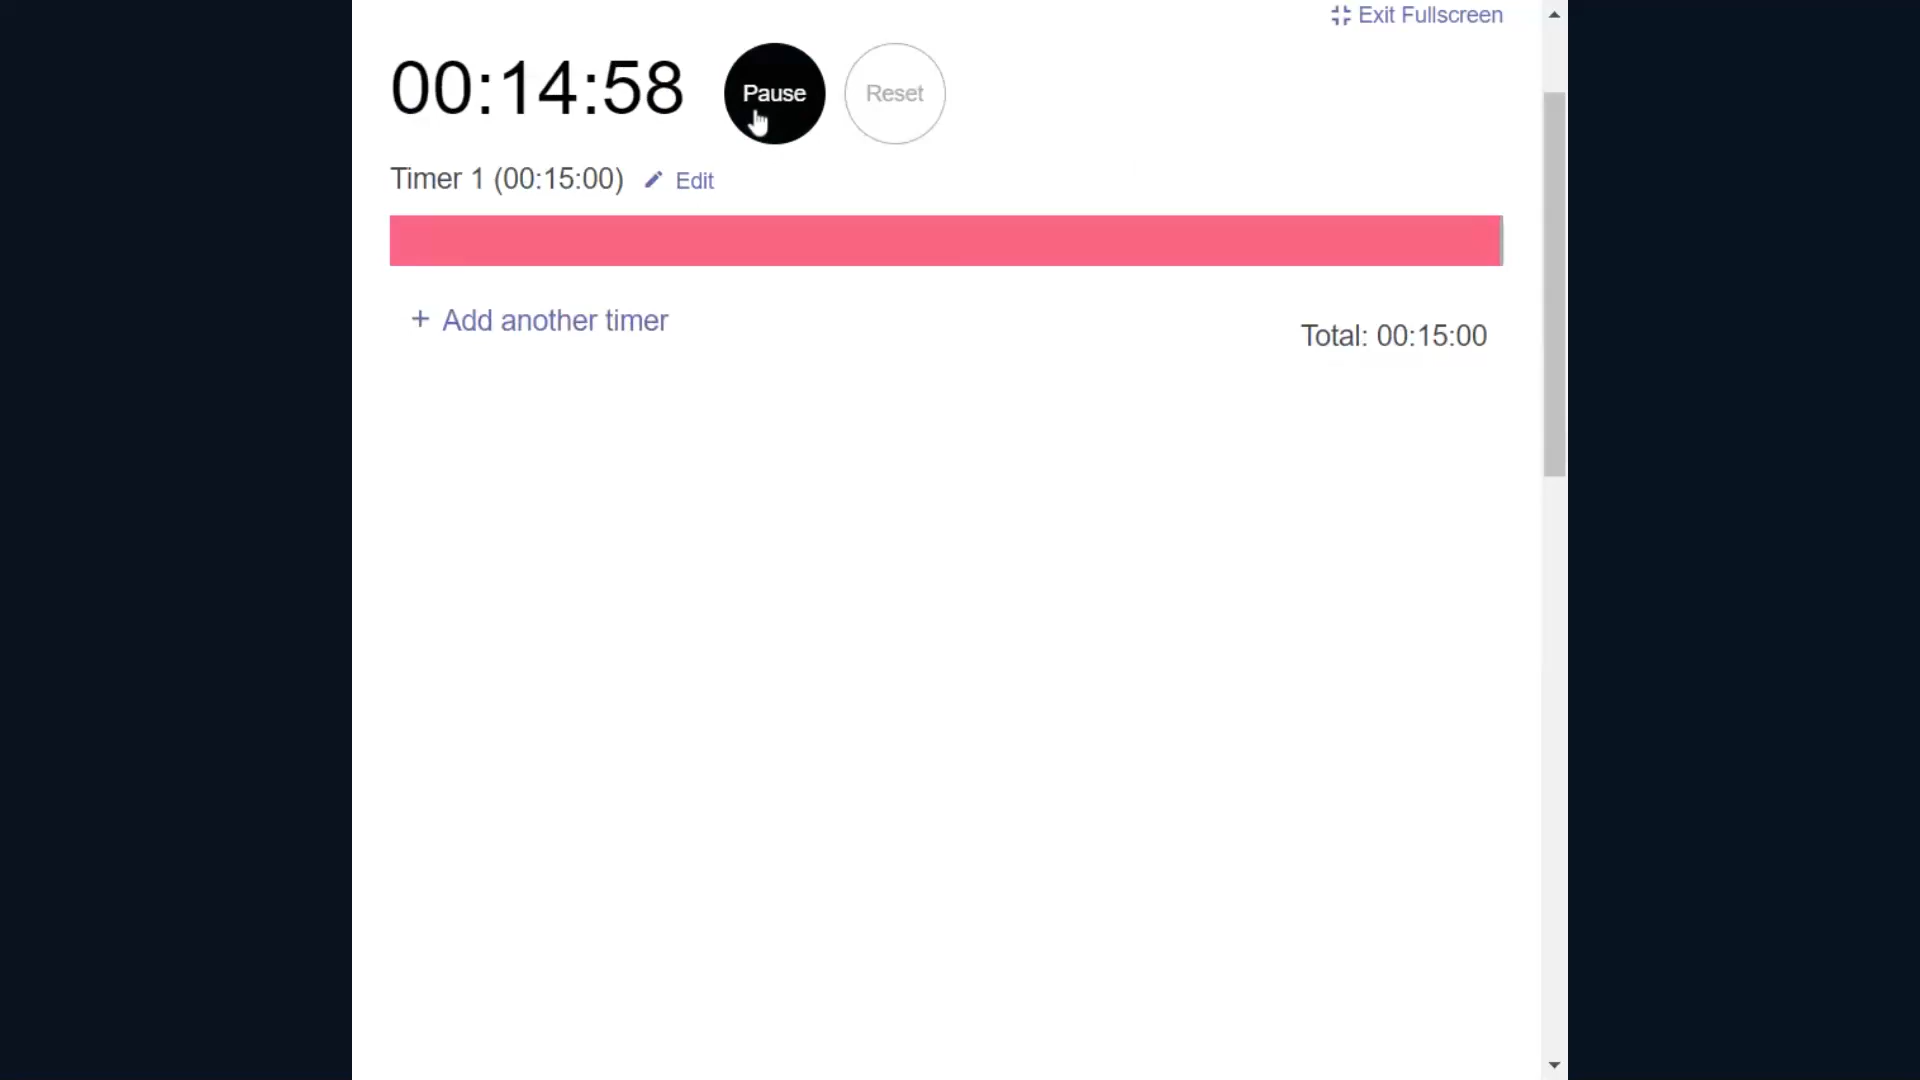 Exit Fullscreen
00:14:58 Pause Reset
Timer 1 (00:15:00) Edit
+ Add another timer
Total: 00:15:00